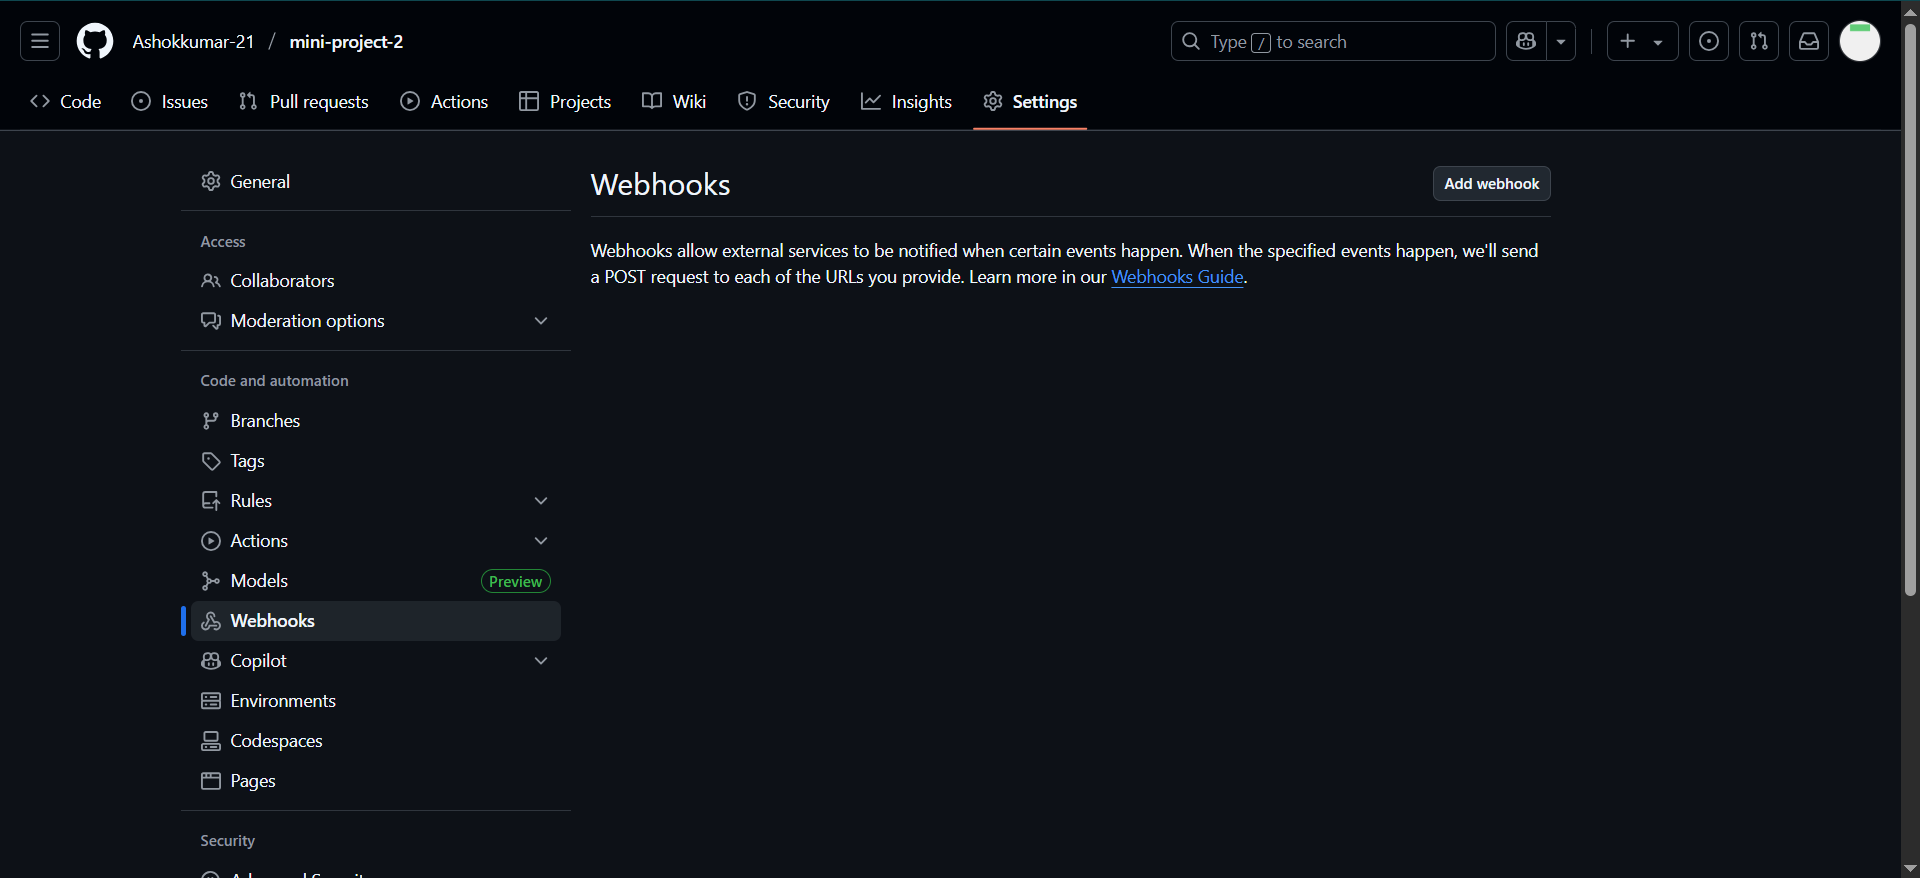 Ashokkumar-21 / mini-project-2
Type / to search
Code
Issues
Pull requests
Actions
Projects
Wiki
Security
Insights
Settings
General
Access
Collaborators
Moderation options
Code and automation
Branches
Tags
Rules
Actions
Models
Preview
Webhooks
Copilot
Environments
Codespaces
Pages
Security
Webhooks
Add webhook
Webhooks allow external services to be notified when certain events happen. When the specified events happen, we'll send
a POST request to each of the URLs you provide. Learn more in our Webhooks Guide.